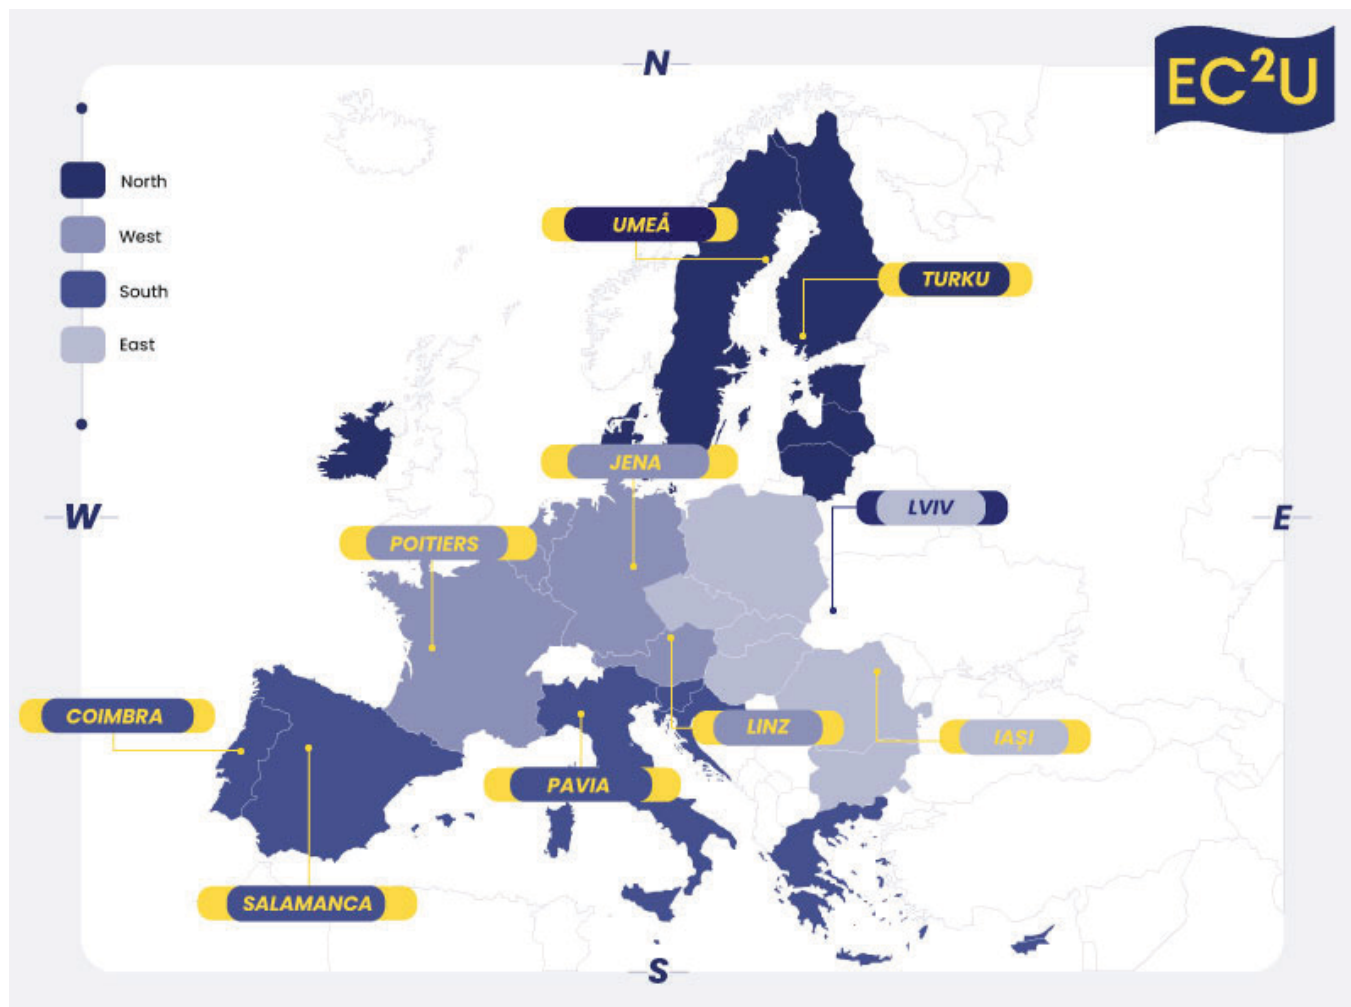 N
EC²U
North
West
South
East
UMEÅ
TURKU
JENA
LVIV
W
E
POITIERS
COIMBRA
LINZ
IAȘI
PAVIA
SALAMANCA
S